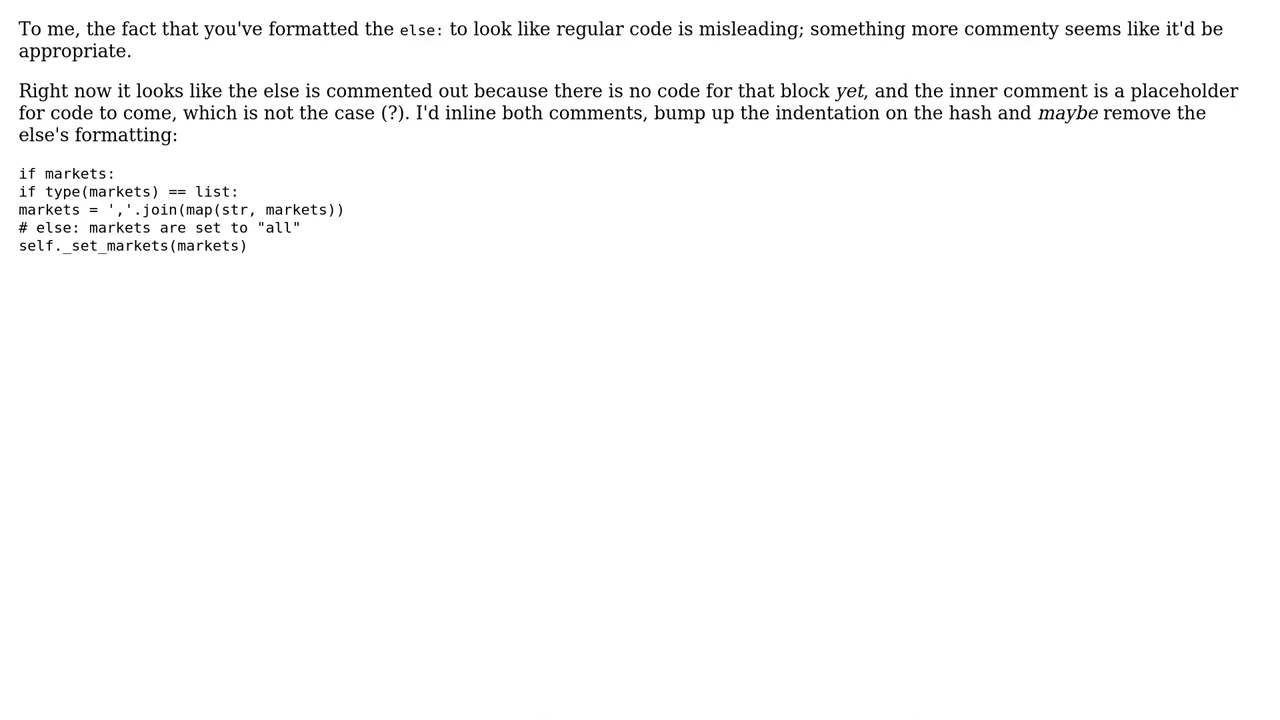 To me, the fact that you've formatted the else: to look like regular code is misleading; something more commenty seems like it'd be
appropriate.
Right now it looks like the else is commented out because there is no code for that block yet, and the inner comment is a placeholder
for code to come, which is not the case (?). I'd inline both comments, bump up the indentation on the hash and maybe remove the
else's formatting:
if markets:
if type(markets) == list:
markets = ','.join(map(str, markets))
# else: markets are set to "all"
self._set_markets(markets)